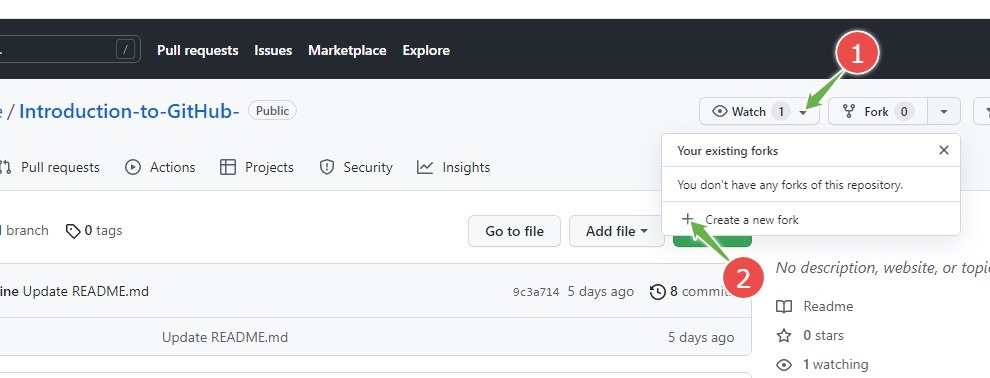 / Pull requests Issues Marketplace Explore
1
/ Introduction-to-GitHub- Public
Watch 1 Fork 0
Pull requests Actions Projects Security Insights
Your existing forks
You don't have any forks of this repository.
Create a new fork
branch 0 tags Go to file Add file
2
No description, website, or topi
ine Update README.md 9c3a714 5 days ago 8 commit
Readme
Update README.md 5 days ago
0 stars
1 watching